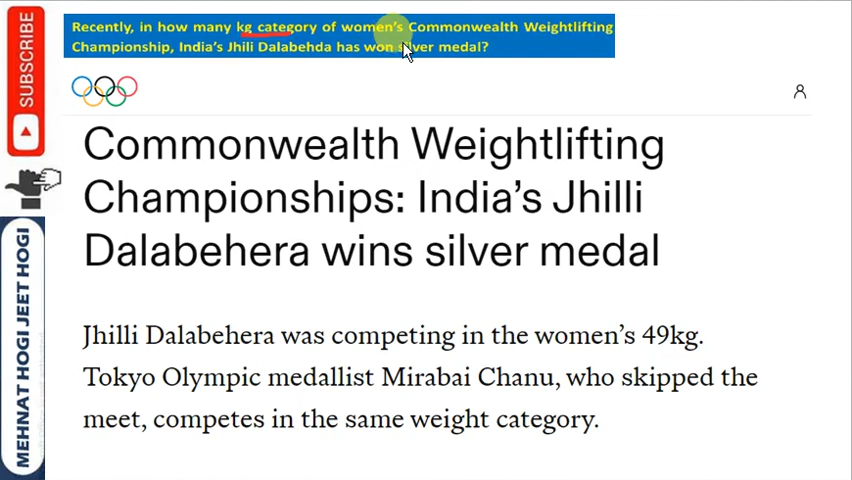 Recently, in how many kg category of women's Commonwealth Weightlifting
Championship, India's Jhili Dalabehda has won silver medal?
SUBSCRIBE
Commonwealth Weightlifting
Championships: India's Jhilli
Dalabehera wins silver medal
MEHNAT HOGI JEET HOGI
Jhilli Dalabehera was competing in the women's 49kg.
Tokyo Olympic medallist Mirabai Chanu, who skipped the
meet, competes in the same weight category.